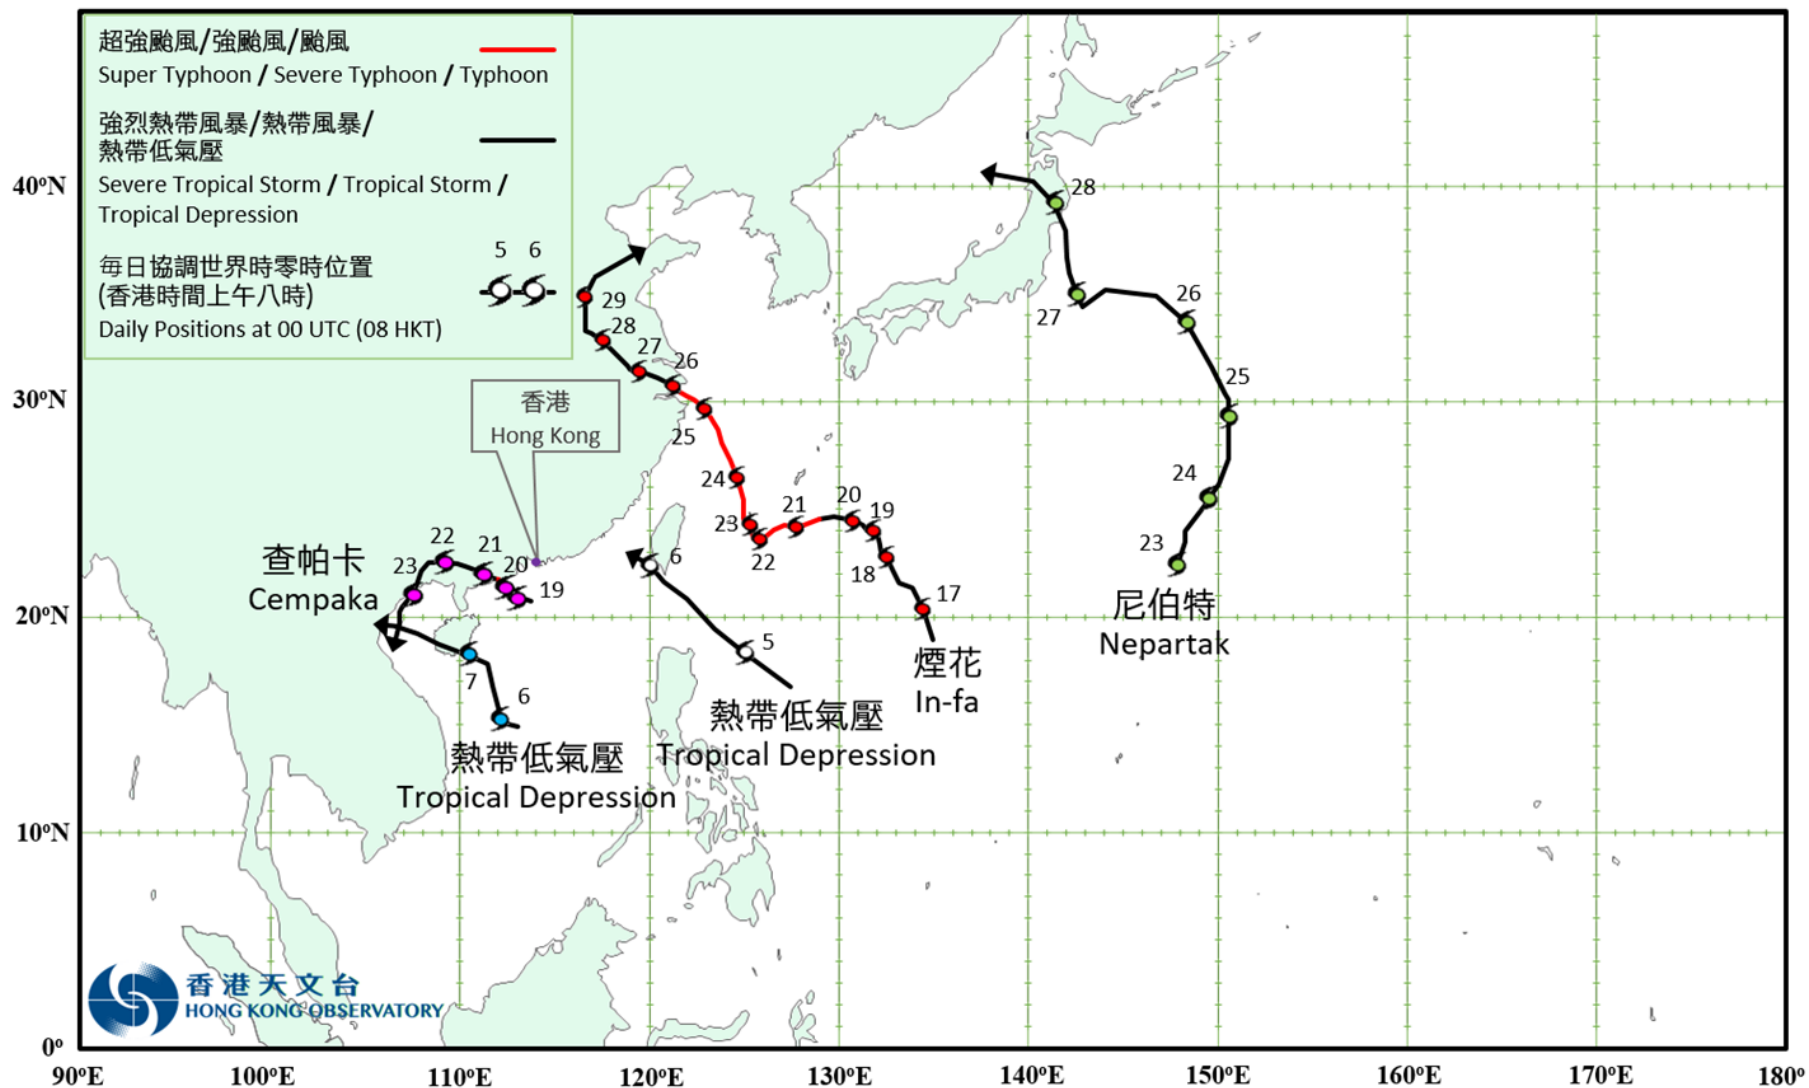 超強颱風/強颱風/颱風
Super Typhoon / Severe Typhoon / Typhoon
強烈熱帶風暴/熱帶風暴/
熱帶低氣壓
Severe Tropical Storm / Tropical Storm /
Tropical Depression
5 6
每日協調世界時零時位置
(香港時間上午八時)
Daily Positions at 00 UTC (08 HKT)
40°N
30°N
20°N
10°N
0°
香港
Hong Kong
29
28
27
26
25
24
23
22
21
20
19
18
17
煙花
In-fa
28
27
26
25
24
23
尼伯特
Nepartak
查帕卡
Cempaka
23
22
21
20
19
6
5
熱帶低氣壓
Tropical Depression
7
6
熱帶低氣壓
Tropical Depression
香港天文台
HONG KONG OBSERVATORY
90°E 100°E 110°E 120°E 130°E 140°E 150°E 160°E 170°E 180°